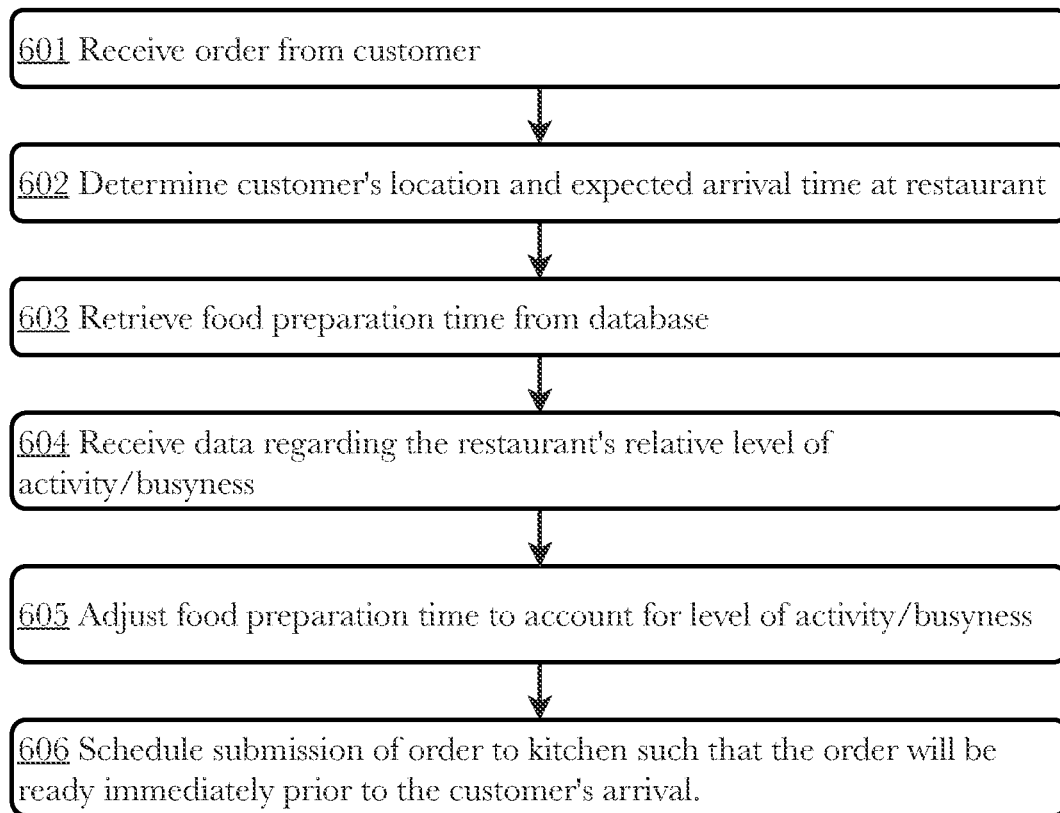 601 Receive order from customer
602 Determine customer's location and expected arrival time at restaurant
603 Retrieve food preparation time from database
604 Receive data regarding the restaurant's relative level of
activity/busyness
605 Adjust food preparation time to account for level of activity/busyness
606 Schedule submission of order to kitchen such that the order will be
ready immediately prior to the customer's arrival.